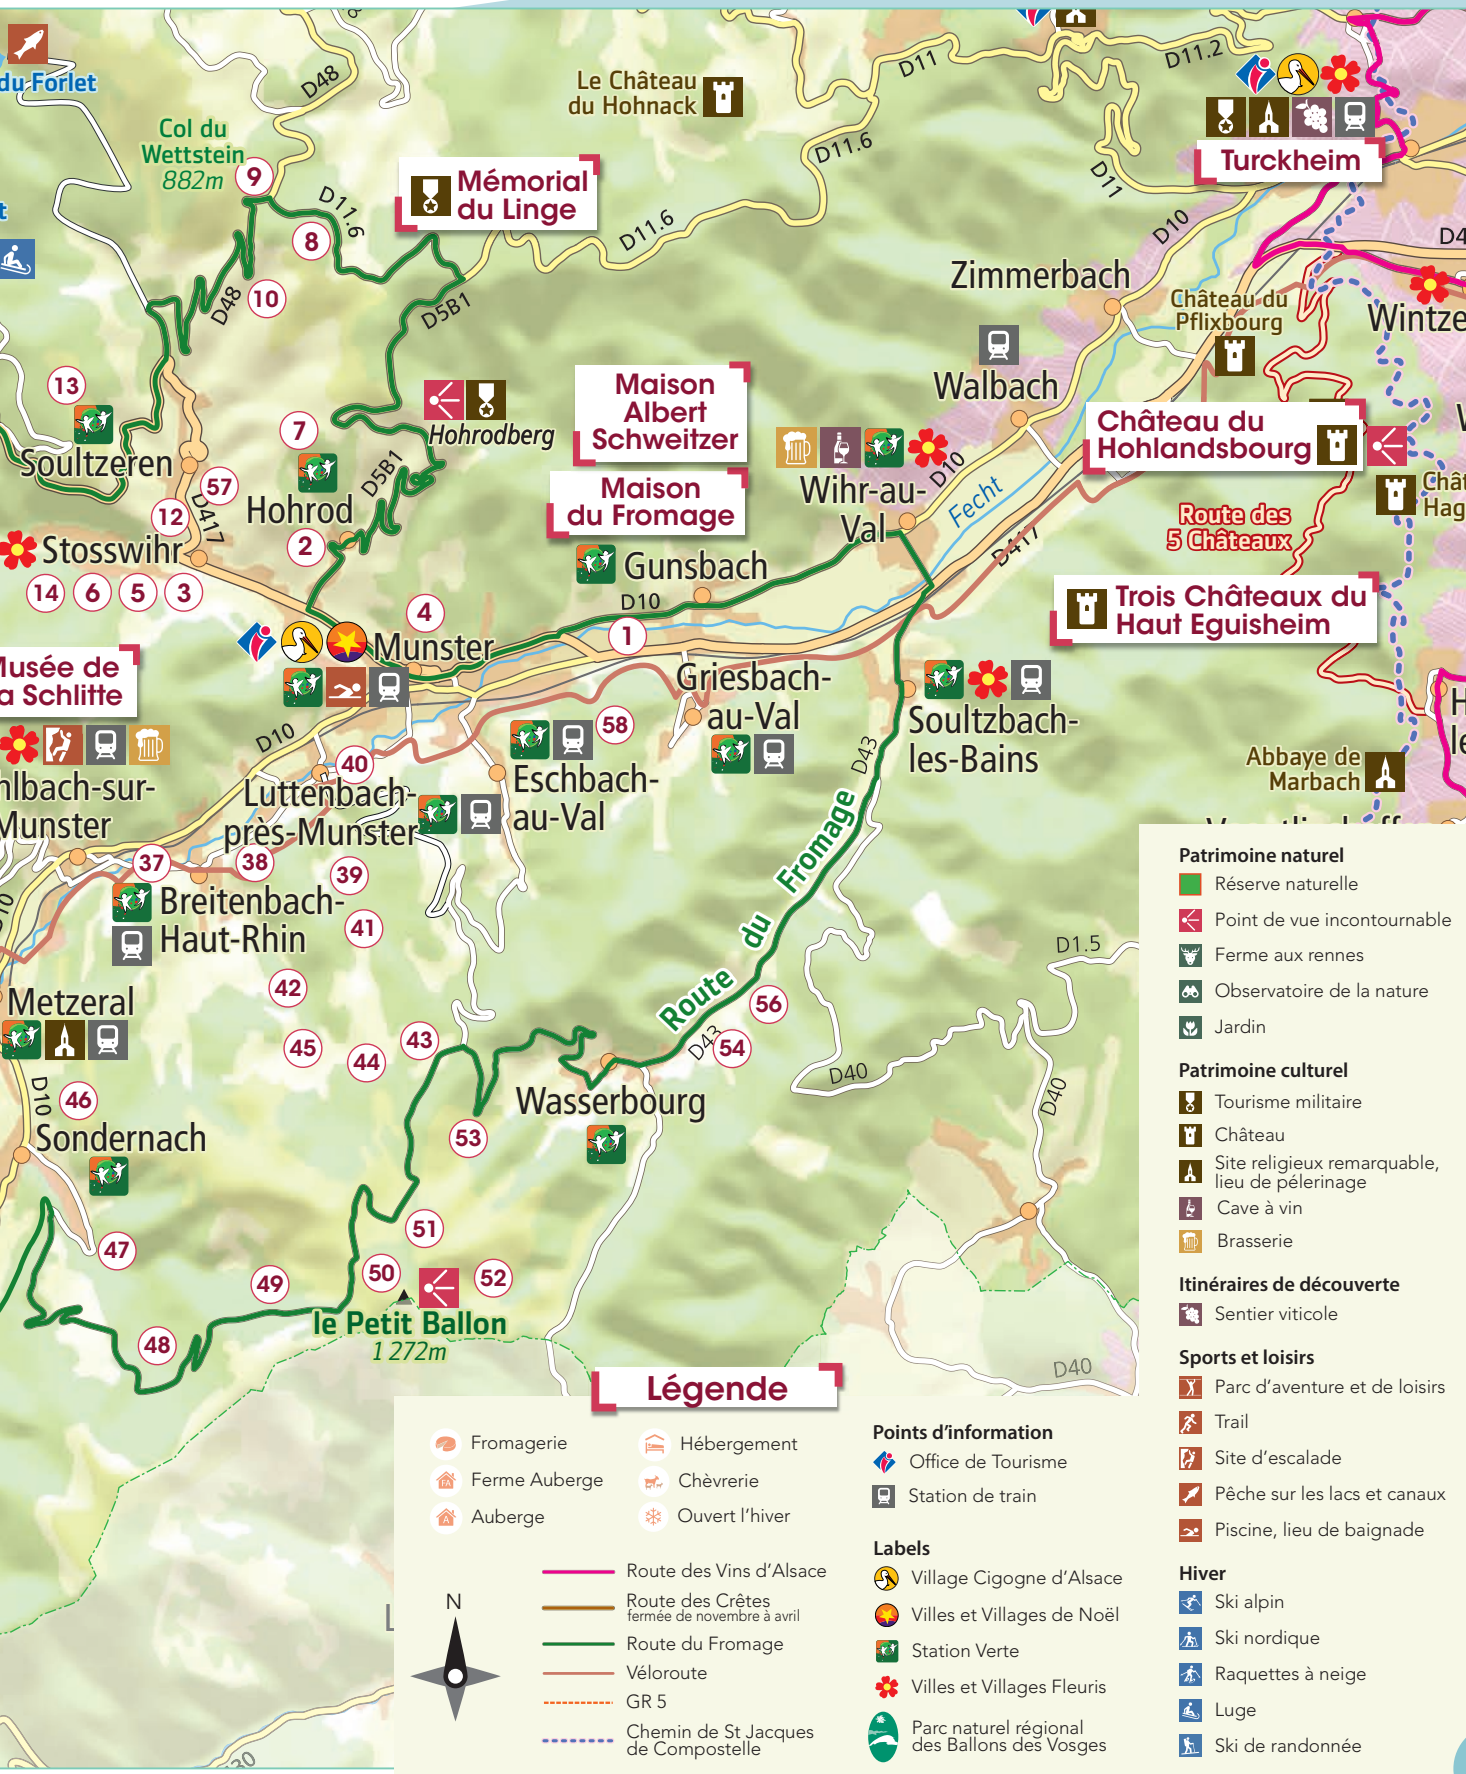 du Forlet
D48
Le Château
du Hohnack
D11
D11.2
Turckheim
Col du
Wettstein
882m
9
D11.6
8
Mémorial
du Linge
D11.6
D11.6
D11
D10
D48
10
D5B1
Zimmerbach
Château du
Pflixbourg
Walbach
13
Soultzeren
7
Hohrod
Hohrodberg
D5B1
Maison
Albert
Schweitzer
Maison
du Fromage
Wihr-au-
Val
D10
Fecht
D417
Château du
Hohlandsbourg
Route des
5 Châteaux
57
12
D417
2
Stosswihr
14
6
5
3
Gunsbach
D10
1
Trois Châteaux du
Haut Eguisheim
4
Munster
Griesbach-
au-Val
Soultzbach-
les-Bains
D43
D10
58
Eschbach-
au-Val
40
Luttenbach-
près-Munster
Abbaye de
Marbach
37
38
39
Breitenbach-
Haut-Rhin
41
42
Metzeral
D10
43
44
45
46
Sondernach
47
Route du Fromage
56
D43
54
D1.5
D40
D40
Wasserbourg
53
51
50
52
49
48
le Petit Ballon
1 272m
D40
Légende
Fromagerie
Ferme Auberge
Auberge
Hébergement
Chèvrerie
Ouvert l'hiver
N
Route des Vins d'Alsace
Route des Crêtes
fermée de novembre à avril
Route du Fromage
Véloroute
GR 5
Chemin de St Jacques
de Compostelle
Points d'information
Office de Tourisme
Station de train
Labels
Village Cigogne d'Alsace
Villes et Villages de Noël
Station Verte
Villes et Villages Fleuris
Parc naturel régional
des Ballons des Vosges
Patrimoine naturel
Réserve naturelle
Point de vue incontournable
Ferme aux rennes
Observatoire de la nature
Jardin
Patrimoine culturel
Tourisme militaire
Château
Site religieux remarquable,
lieu de pélerinage
Cave à vin
Brasserie
Itinéraires de découverte
Sentier viticole
Sports et loisirs
Parc d'aventure et de loisirs
Trail
Site d'escalade
Pêche sur les lacs et canaux
Piscine, lieu de baignade
Hiver
Ski alpin
Ski nordique
Raquettes à neige
Luge
Ski de randonnée